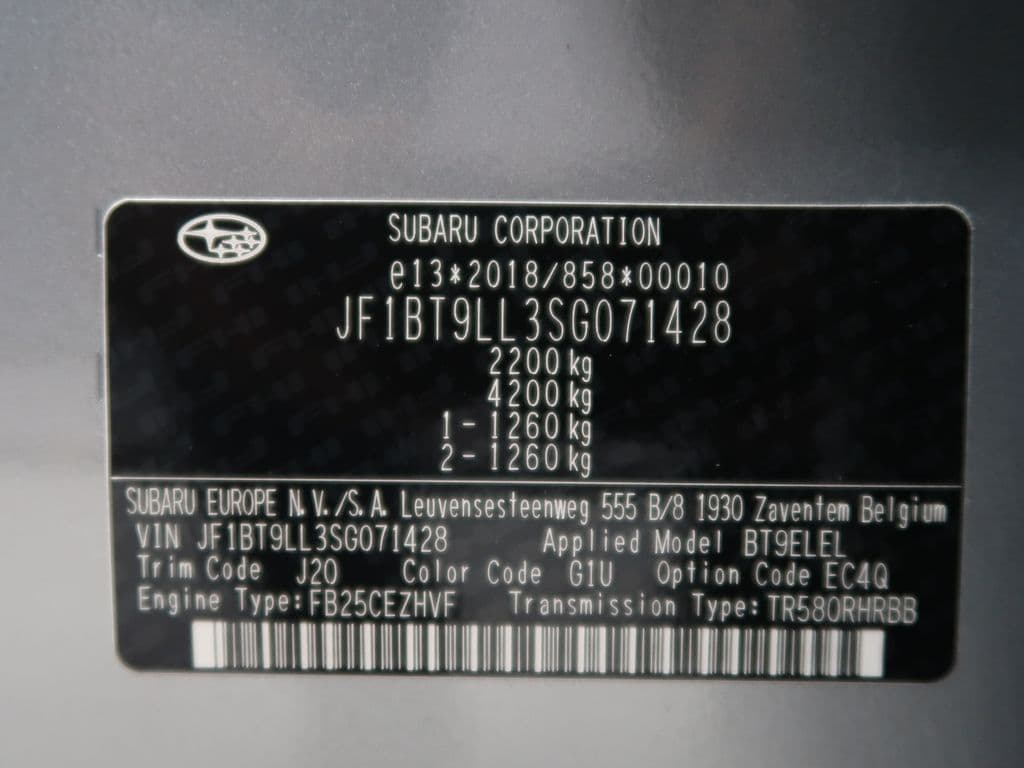 SUBARU CORPORATION
e13*2018/858*00010
JF1BT9LL3SG071428
2200 kg
4200 kg
1 - 1260 kg
2 - 1260 kg
SUBARU EUROPE N.V./S.A. Leuvensesteenweg 555 B/8 1930 Zaventem Belgium
VIN JF1BT9LL3SG071428 Applied Model BT9ELEL
Trim Code J20 Color Code G1U Option Code EC4Q
Engine Type:FB25CEZHVF Transmission Type:TR580RHRBB